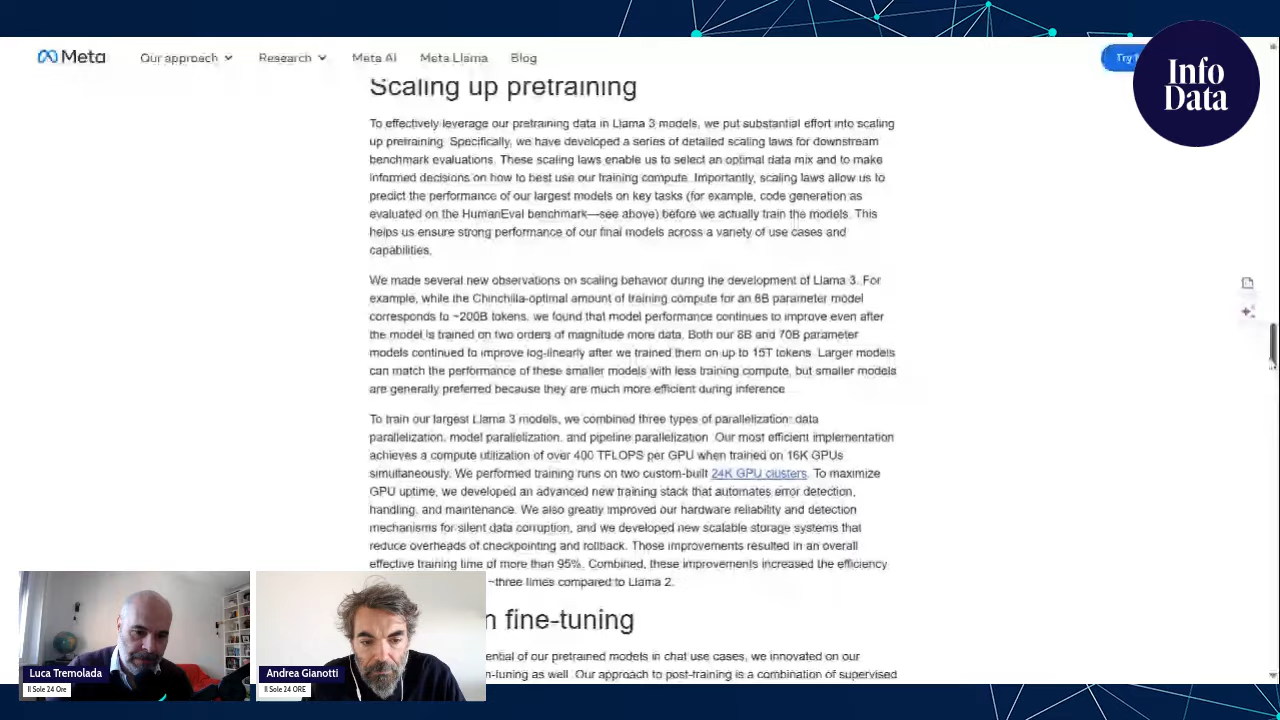 Meta
Our approach
Research
Meta AI
Meta Llama
Blog
Try
Info
Data
Scaling up pretraining
To effectively leverage our pretraining data in Llama 3 models, we put substantial effort into scaling
up pretraining. Specifically, we have developed a series of detailed scaling laws for downstream
benchmark evaluations. These scaling laws enable us to select an optimal data mix and to make
informed decisions on how to best use our training compute. Importantly, scaling laws allow us to
predict the performance of our largest models on key tasks (for example, code generation as
evaluated on the HumanEval benchmark—see above) before we actually train the models. This
helps us ensure strong performance of our final models across a variety of use cases and
capabilities.
We made several new observations on scaling behavior during the development of Llama 3. For
example, while the Chinchilla-optimal amount of training compute for an 8B parameter model
corresponds to ~200B tokens, we found that model performance continues to improve even after
the model is trained on two orders of magnitude more data. Both our 8B and 70B parameter
models continued to improve log-linearly after we trained them on up to 15T tokens. Larger models
can match the performance of these smaller models with less training compute, but smaller models
are generally preferred because they are much more efficient during inference.
To train our largest Llama 3 models, we combined three types of parallelization: data
parallelization, model parallelization, and pipeline parallelization. Our most efficient implementation
achieves a compute utilization of over 400 TFLOPS per GPU when trained on 16K GPUs
simultaneously. We performed training runs on two custom-built 24K GPU clusters. To maximize
GPU uptime, we developed an advanced new training stack that automates error detection,
handling, and maintenance. We also greatly improved our hardware reliability and detection
mechanisms for silent data corruption, and we developed new scalable storage systems that
reduce overheads of checkpointing and rollback. Those improvements resulted in an overall
effective training time of more than 95%. Combined, these improvements increased the efficiency
~three times compared to Llama 2.
n fine-tuning
ential of our pretrained models in chat use cases, we innovated on our
n-tuning as well. Our approach to post-training is a combination of supervised
Luca Tremolada
Il Sole 24 Ore
Andrea Gianotti
Il Sole 24 ORE